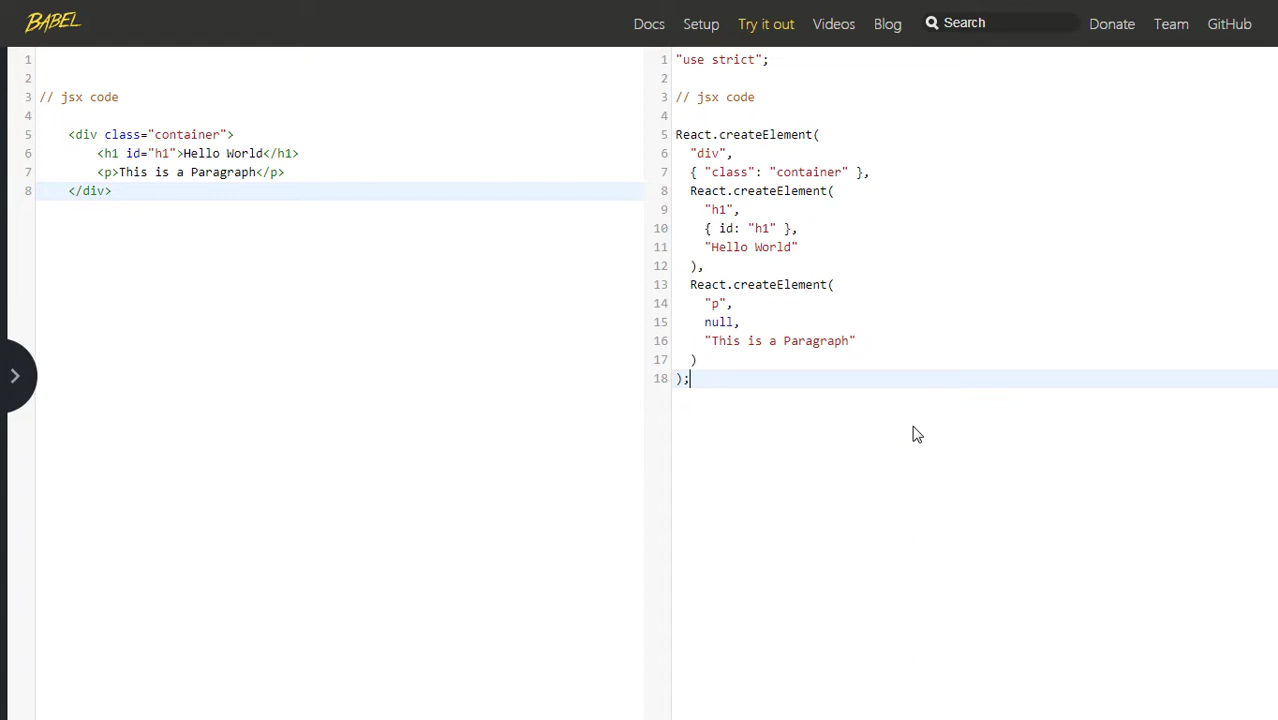 BABEL
Docs Setup Try it out Videos Blog Search Donate Team GitHub
1
2
3 // jsx code
4
5     <div class="container">
6         <h1 id="h1">Hello World</h1>
7         <p>This is a Paragraph</p>
8     </div>
1 "use strict";
2
3 // jsx code
4
5 React.createElement(
6   "div",
7   { "class": "container" },
8   React.createElement(
9     "h1",
10     { id: "h1" },
11     "Hello World"
12   ),
13   React.createElement(
14     "p",
15     null,
16     "This is a Paragraph"
17   )
18 );